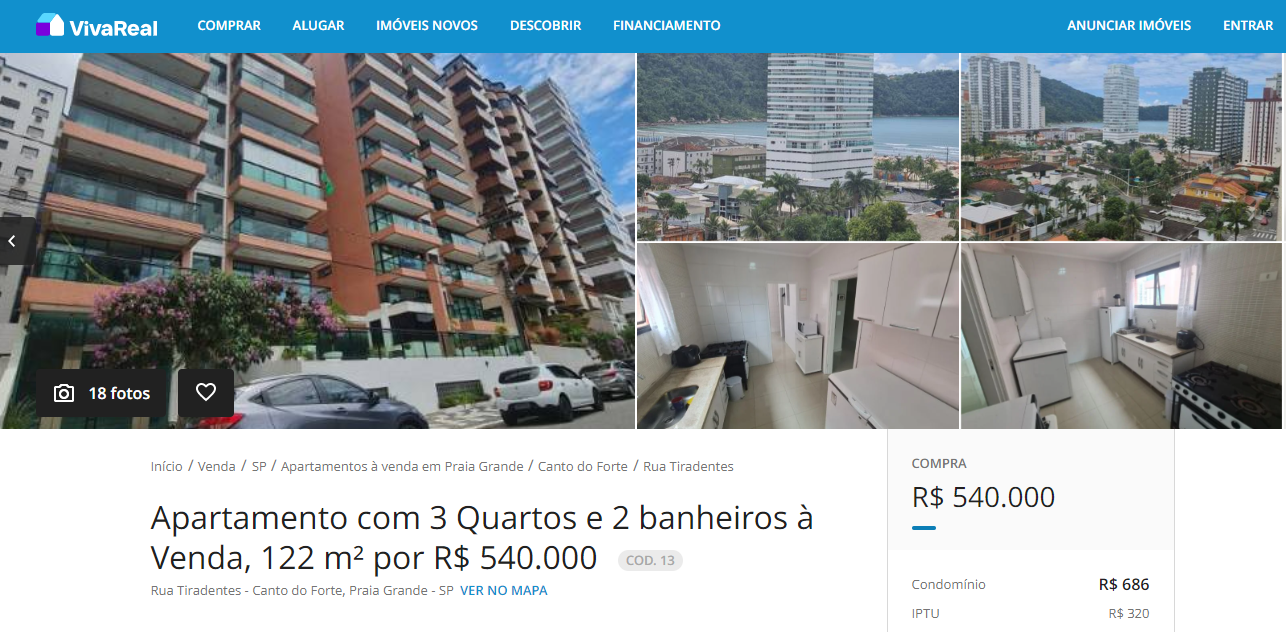 VivaReal
COMPRAR
ALUGAR
IMÓVEIS NOVOS
DESCOBRIR
FINANCIAMENTO
ANUNCIAR IMÓVEIS
ENTRAR
18 fotos
Início / Venda / SP / Apartamentos à venda em Praia Grande / Canto do Forte / Rua Tiradentes
Apartamento com 3 Quartos e 2 banheiros à
Venda, 122 m² por R$ 540.000 COD. 13
Rua Tiradentes - Canto do Forte, Praia Grande - SP VER NO MAPA
COMPRA
R$ 540.000
Condomínio R$ 686
IPTU R$ 320